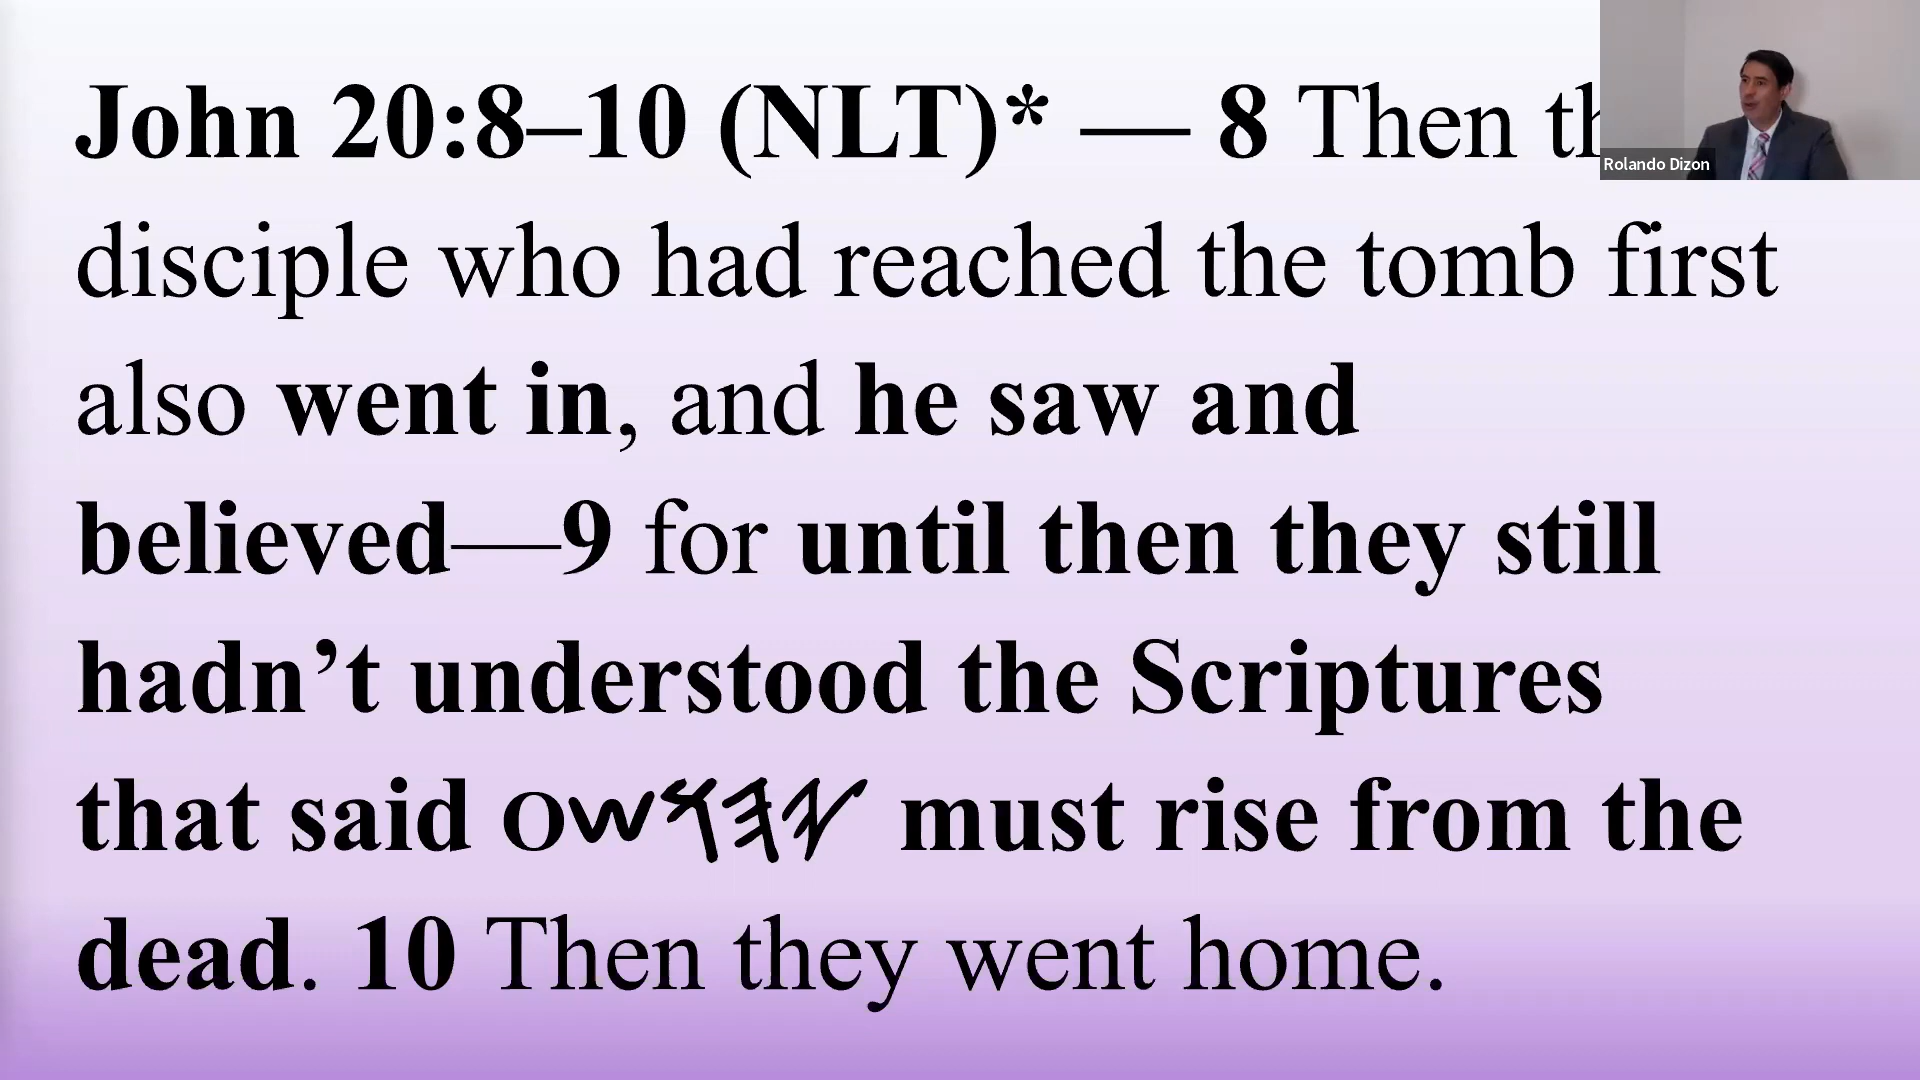 John 20:8–10 (NLT)* — 8 Then
disciple who had reached the tomb first
also went in, and he saw and
believed—9 for until then they still
hadn’t understood the Scriptures
that said 𐤉𐤄𐤅𐤔𐤏 must rise from the
dead. 10 Then they went home.
Rolando Dizon